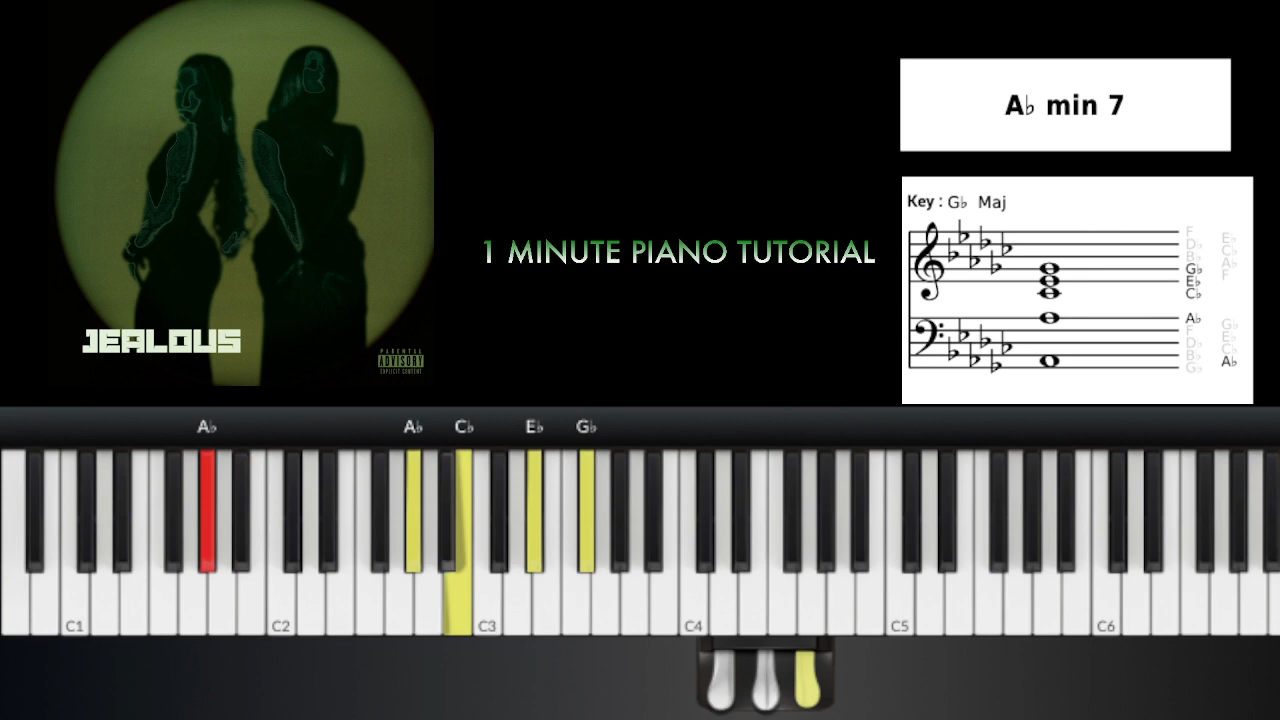 JEALOUS
PARENTAL
ADVISORY
EXPLICIT CONTENT
1 MINUTE PIANO TUTORIAL
A♭ min 7
Key : G♭ Maj
F
D♭
B♭
G♭
E♭
C♭
E♭
C♭
A♭
F
A♭
F
D♭
B♭
G♭
G♭
E♭
C♭
A♭
A♭ A♭ C♭ E♭ G♭
C1 C2 C3 C4 C5 C6